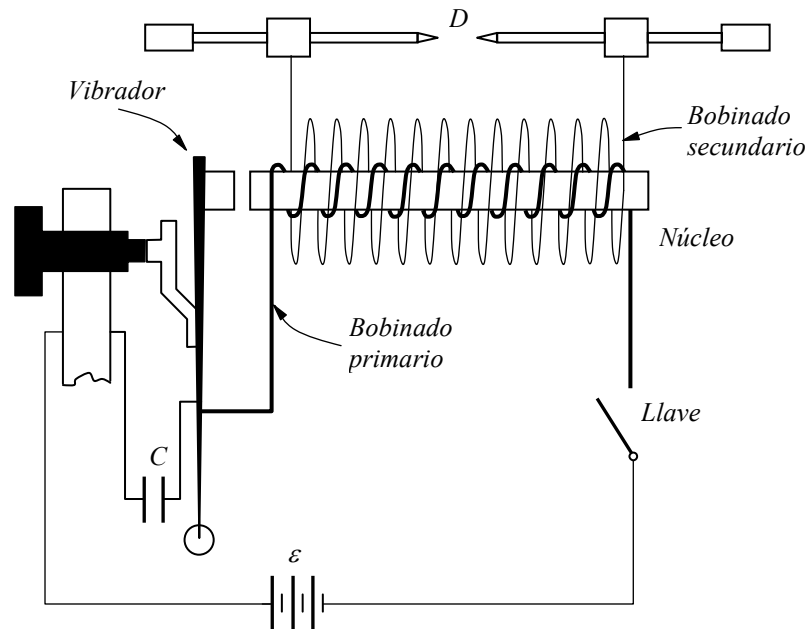 D
Vibrador
Bobinado
secundario
Núcleo
Bobinado
primario
Llave
C
ε